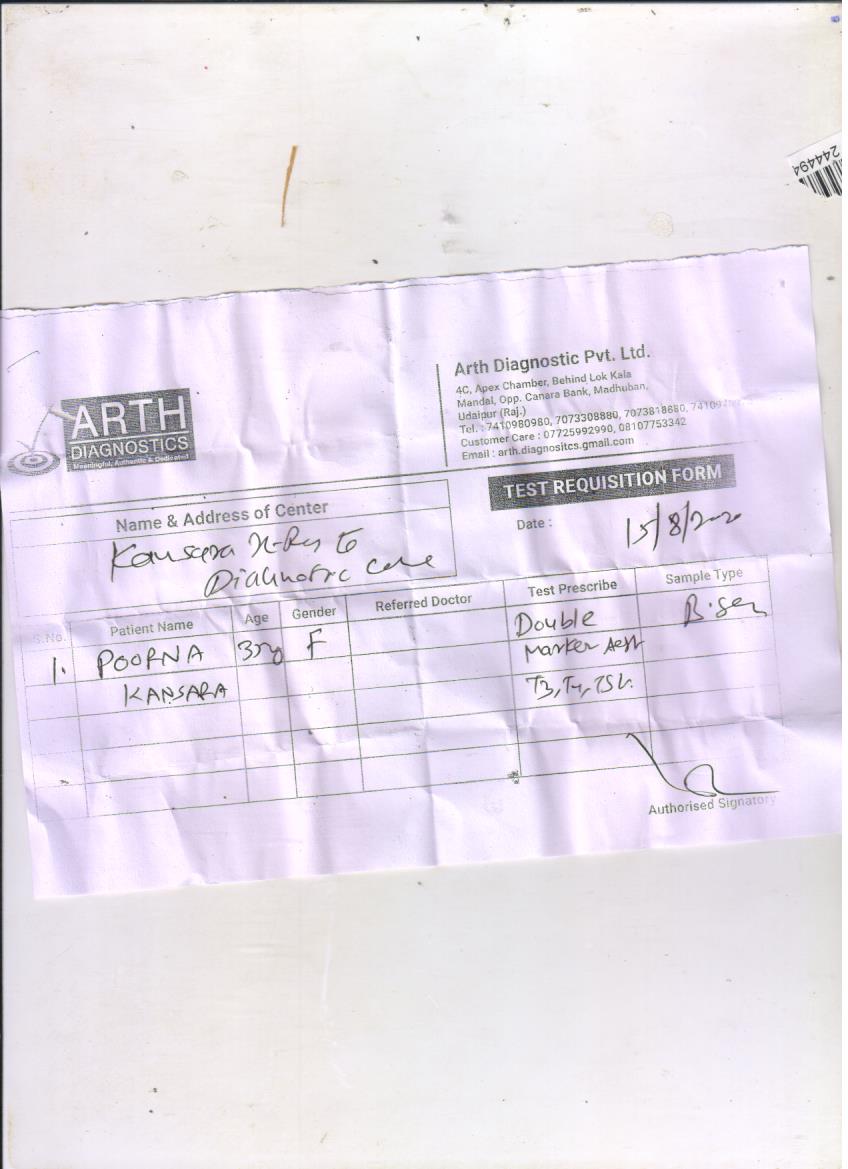 244494
ARTH
DIAGNOSTICS
Meaningful, Authentic & Dedicated
Arth Diagnostic Pvt. Ltd.
4C, Apex Chamber, Behind Lok Kala
Mandal, Opp. Canara Bank, Madhuban,
Udaipur (Raj.)
Tel. : 7410980980, 7073308880, 7073818680,
Customer Care : 07725992990, 08107753342
Email : arth.diagnositcs.gmail.com
TEST REQUISITION FORM
Date : 15/8/2020
Name & Address of Center
Kansara X-Ray
Diagnostic care
S.No. Patient Name Age Gender Referred Doctor Test Prescribe Sample Type
1. POORNA F Double
KANSARA Marker
T3, T4, TSH.
Authorised Signatory